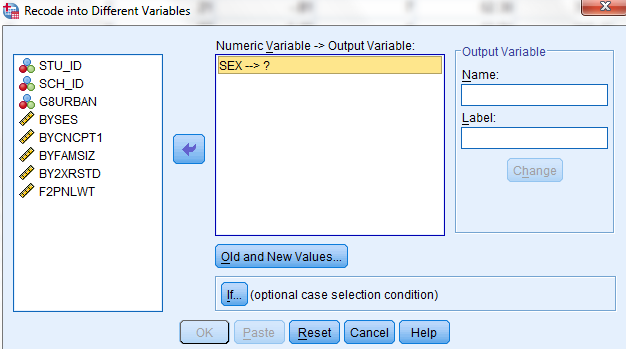 Recode into Different Variables
STU_ID
SCH_ID
G8URBAN
BYSES
BYCNCPT1
BYFAMSIZ
BY2XRSTD
F2PNLWT
Numeric Variable -> Output Variable:
SEX --> ?
Old and New Values...
If... (optional case selection condition)
Output Variable
Name:
Label:
Change
OK Paste Reset Cancel Help